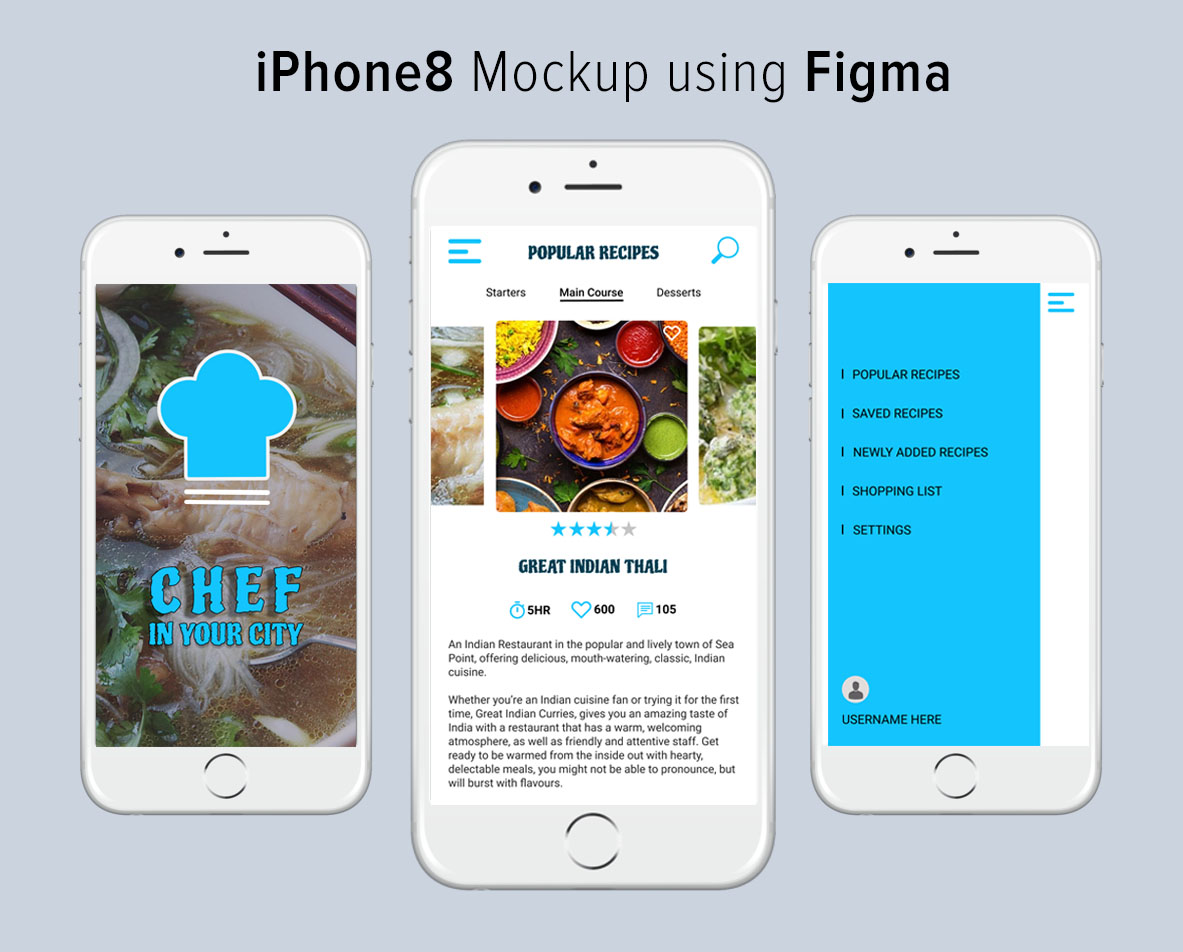 iPhone8 Mockup using Figma
CHEF
IN YOUR CITY
POPULAR RECIPES
Starters Main Course Desserts
GREAT INDIAN THALI
5HR 600 105
An Indian Restaurant in the popular and lively town of Sea
Point, offering delicious, mouth-watering, classic, Indian
cuisine.
Whether you're an Indian cuisine fan or trying it for the first
time, Great Indian Curries, gives you an amazing taste of
India with a restaurant that has a warm, welcoming
atmosphere, as well as friendly and attentive staff. Get
ready to be warmed from the inside out with hearty,
delectable meals, you might not be able to pronounce, but
will burst with flavours.
POPULAR RECIPES
SAVED RECIPES
NEWLY ADDED RECIPES
SHOPPING LIST
SETTINGS
USERNAME HERE